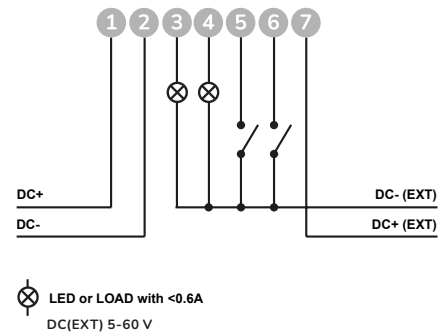 1 2 3 4 5 6 7
DC+ DC- (EXT)
DC- DC+ (EXT)
LED or LOAD with <0.6A
DC(EXT) 5-60 V